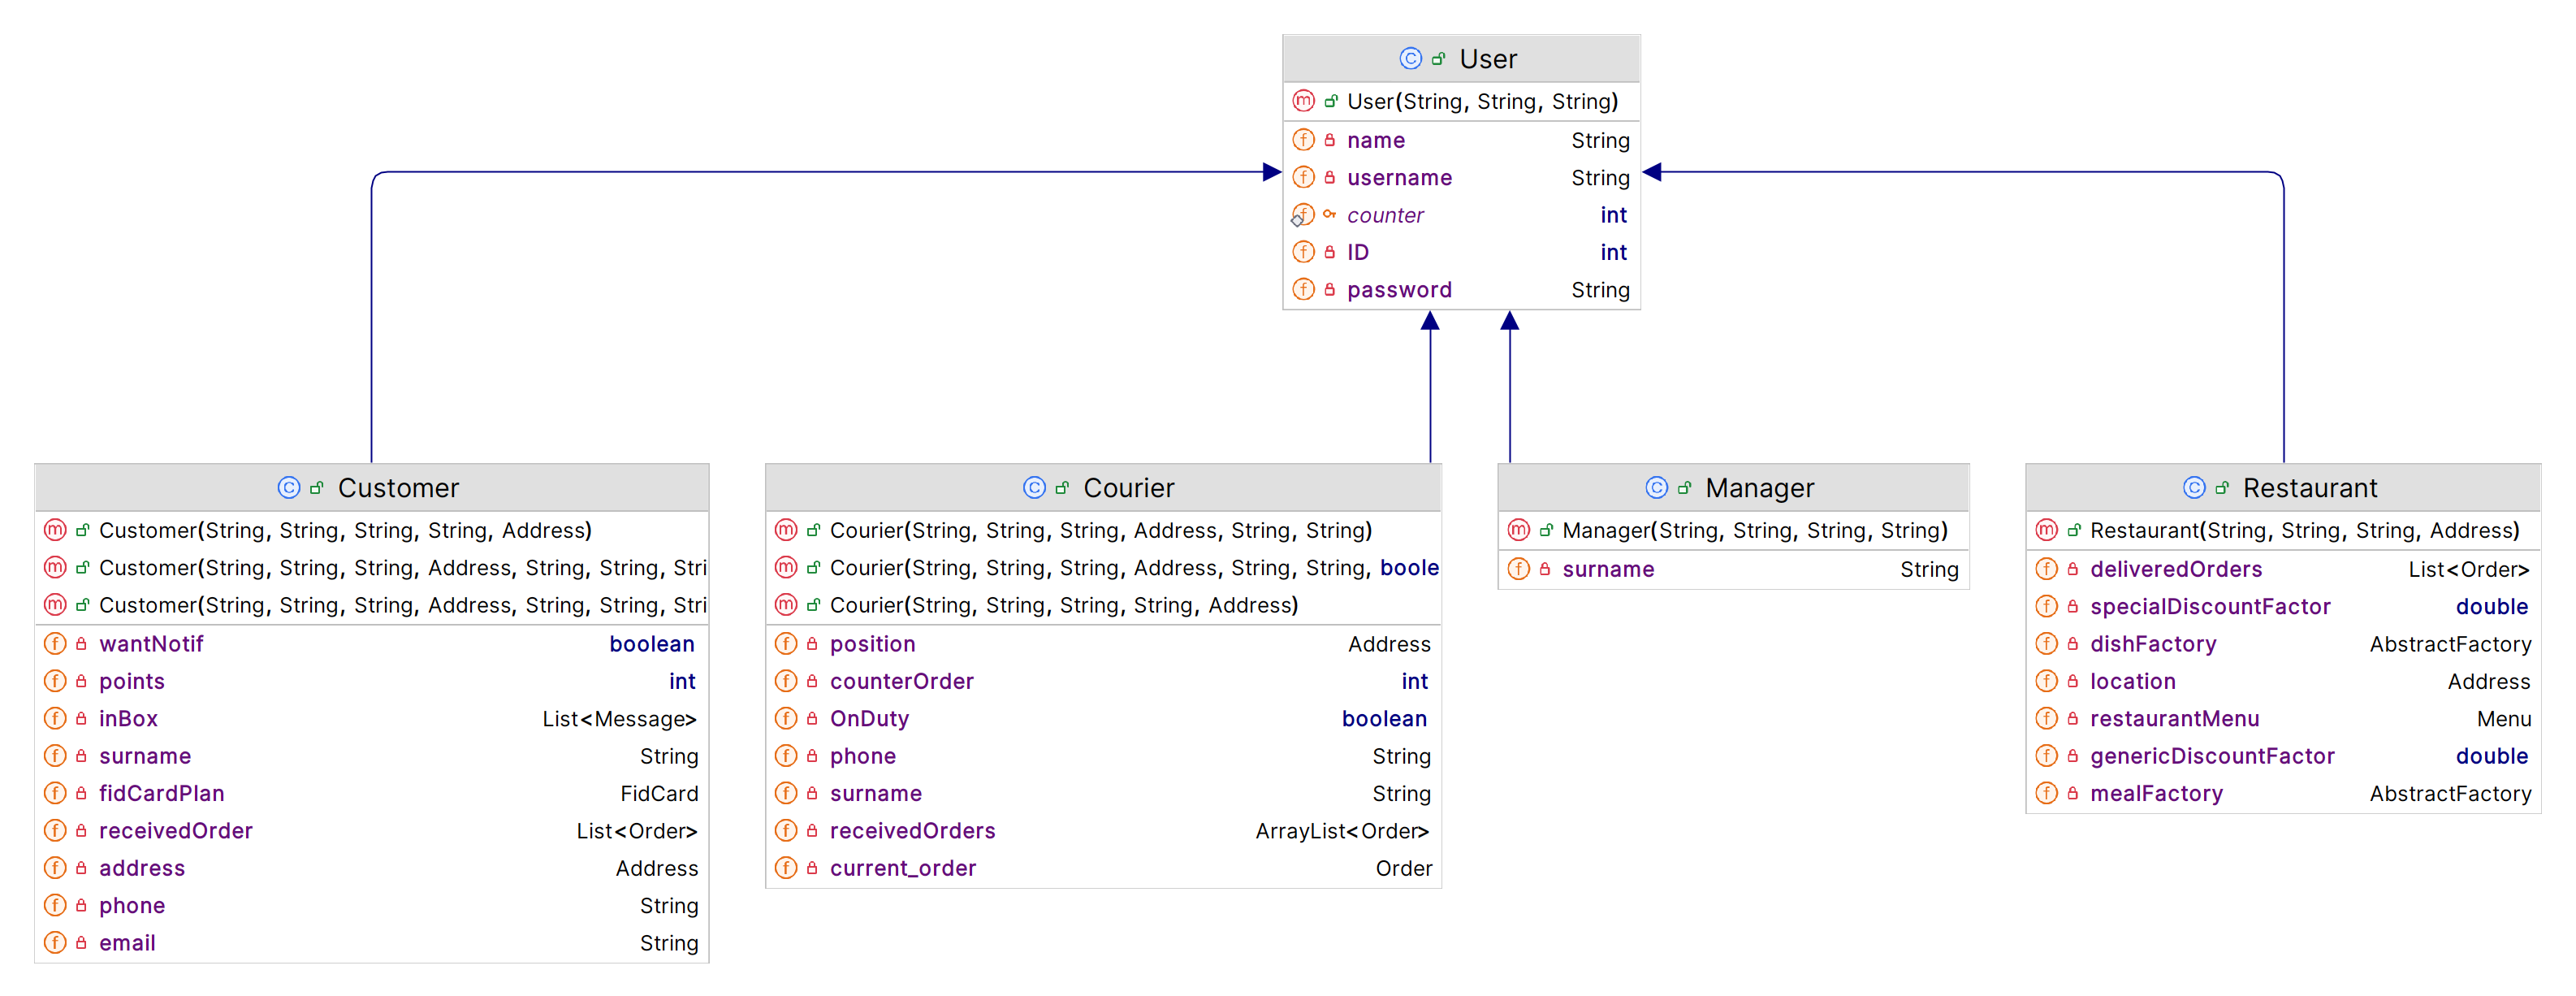 User
User(String, String, String)
name String
username String
counter int
ID int
password String
Customer
Customer(String, String, String, String, Address)
Customer(String, String, String, Address, String, String, Stri
Customer(String, String, String, Address, String, String, Stri
wantNotif boolean
points int
inBox List<Message>
surname String
fidCardPlan FidCard
receivedOrder List<Order>
address Address
phone String
email String
Courier
Courier(String, String, String, Address, String, String)
Courier(String, String, String, Address, String, String, boole
Courier(String, String, String, String, Address)
position Address
counterOrder int
OnDuty boolean
phone String
surname String
receivedOrders ArrayList<Order>
current_order Order
Manager
Manager(String, String, String, String)
surname String
Restaurant
Restaurant(String, String, String, Address)
deliveredOrders List<Order>
specialDiscountFactor double
dishFactory AbstractFactory
location Address
restaurantMenu Menu
genericDiscountFactor double
mealFactory AbstractFactory